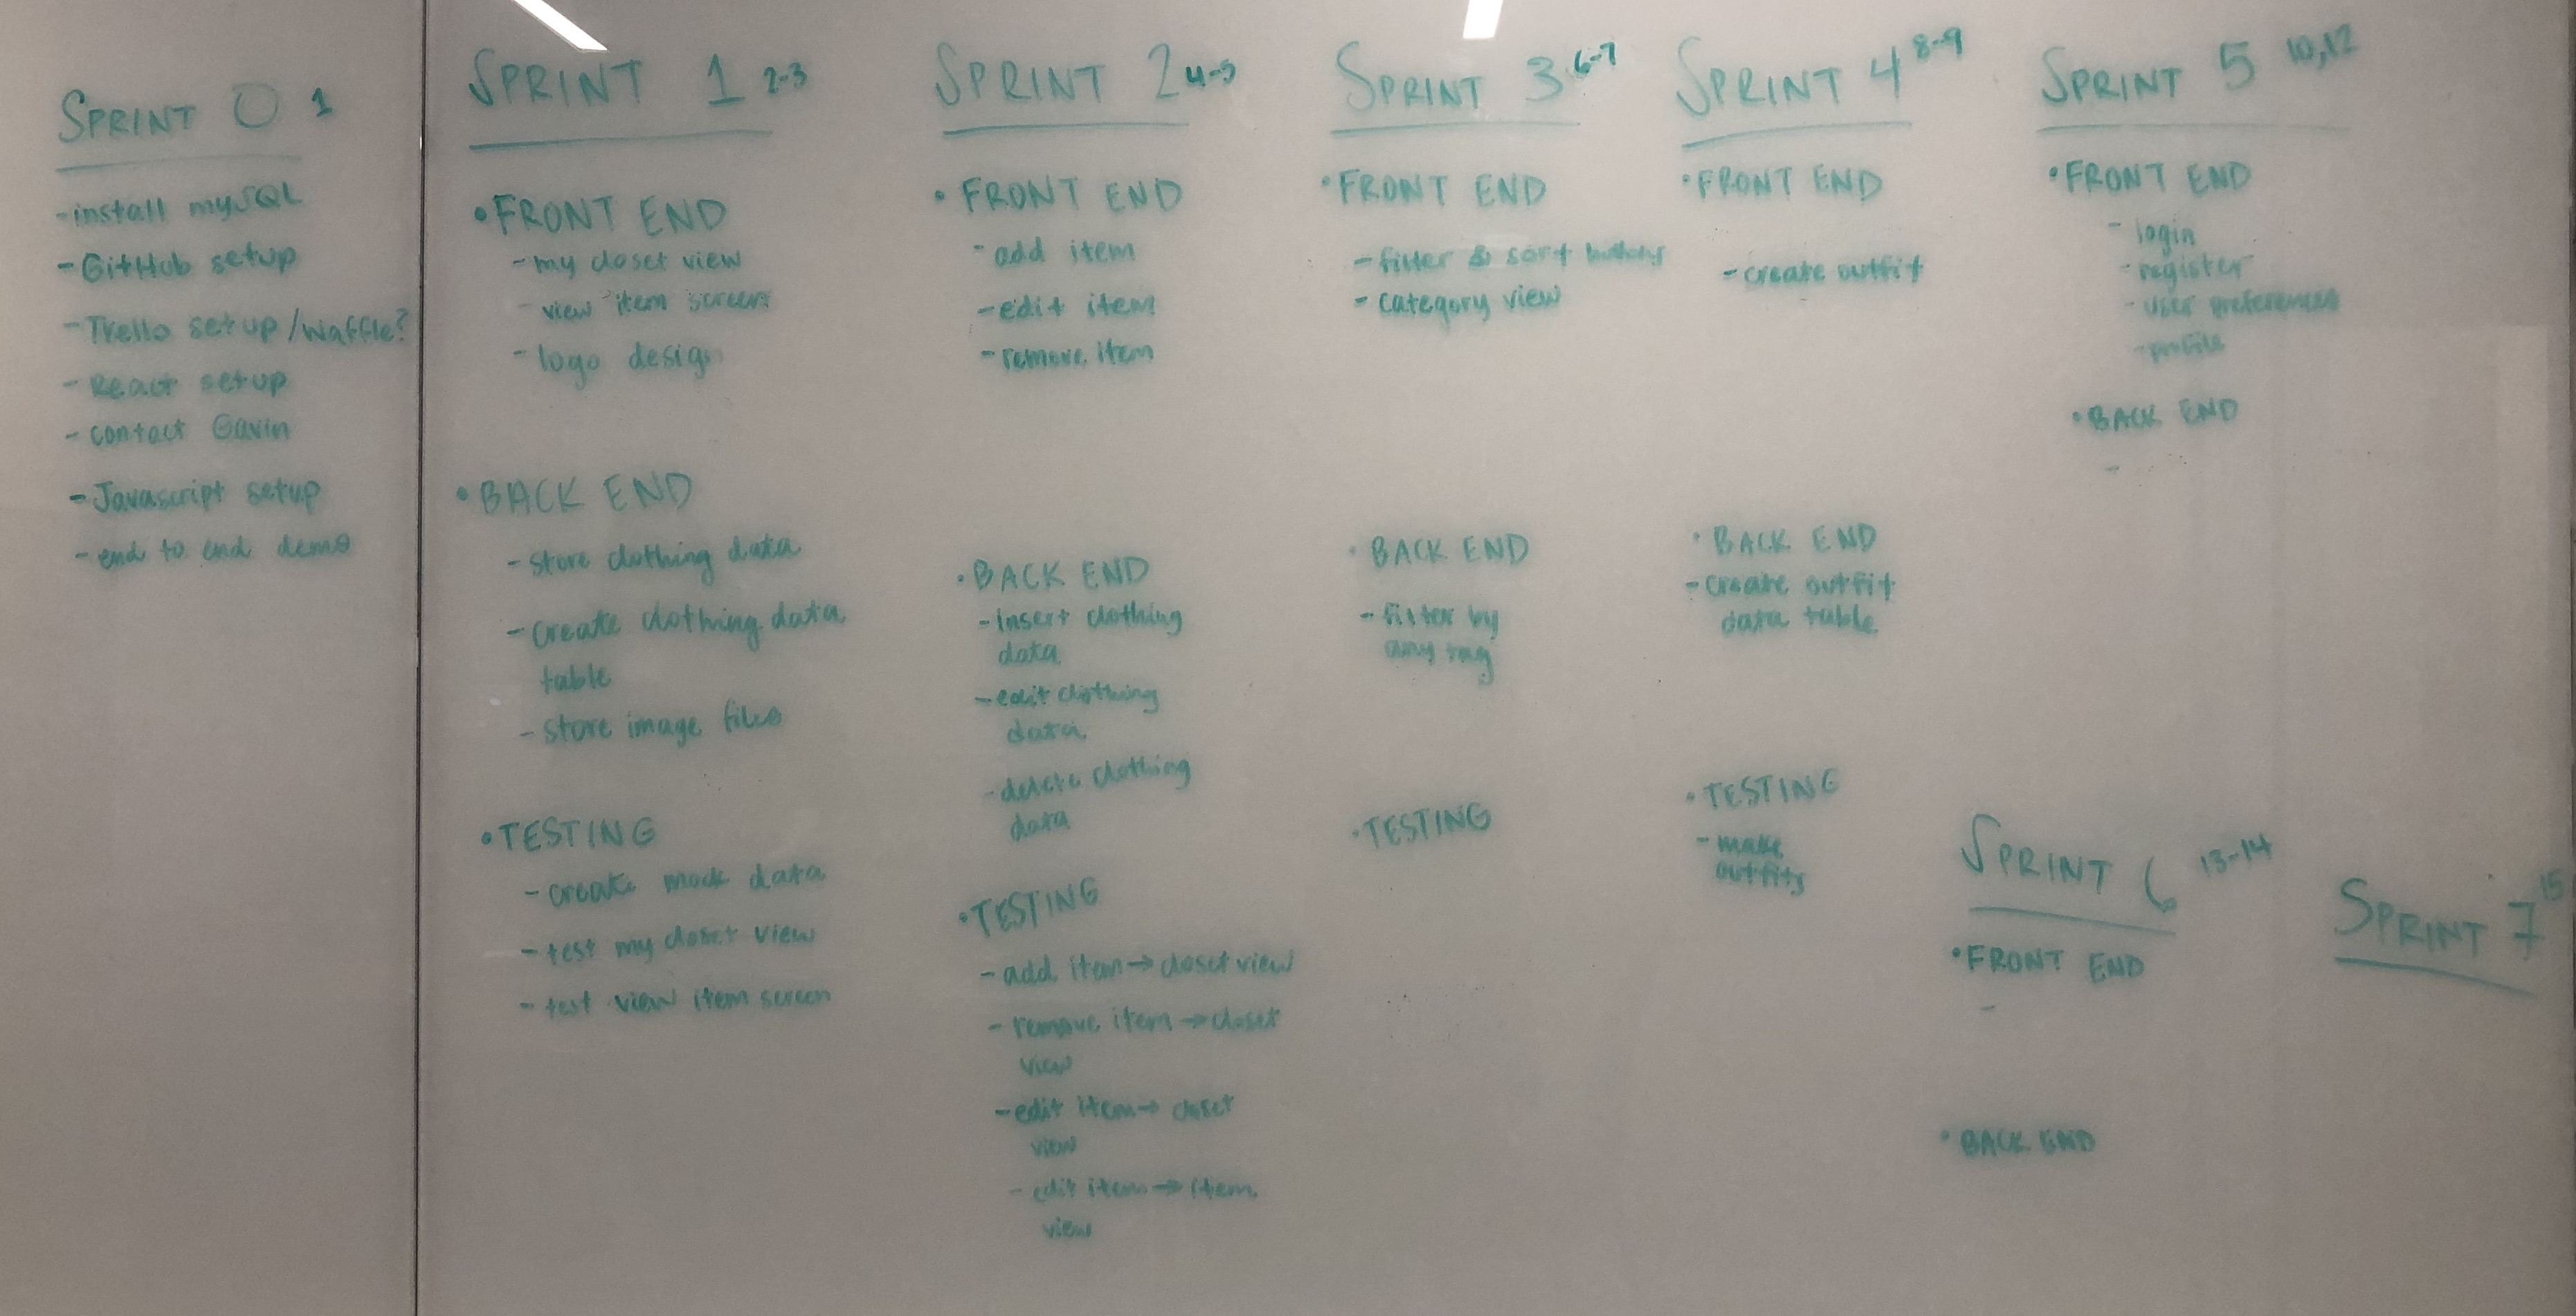 SPRINT 0 1
-install mySQL
-GitHub setup
-Trello setup/Waffle?
-React setup
-contact Gavin
-Javascript setup
-end to end demo
SPRINT 1 2-3
•FRONT END
-my closet view
-view item screen
-logo design
•BACK END
-store clothing data
-create clothing data
table
-store image files
•TESTING
-create mock data
-test my closet view
-test view item screen
SPRINT 2 4-5
•FRONT END
-add item
-edit item
-remove item
•BACK END
-insert clothing
data
-edit clothing
data
-delete clothing
data
•TESTING
-add item→closet view
-remove item→closet
view
-edit item→closet
view
-edit item→item
view
SPRINT 3 6-7
•FRONT END
-filter & sort buttons
-category view
•BACK END
-filter by
any tag
•TESTING
SPRINT 4 8-9
•FRONT END
-create outfit
•BACK END
-create outfit
data table
•TESTING
-make
outfits
SPRINT 5 10,12
•FRONT END
-login
-register
-user preferences
-profile
•BACK END
-
SPRINT 6 13-14
•FRONT END
-
•BACK END
SPRINT 7 15